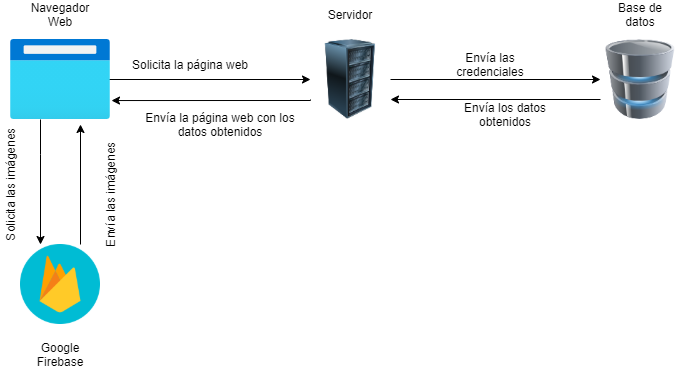 Navegador
Web
Servidor
Base de
datos
Solicita la página web
Envía las
credenciales
Envía la página web con los
datos obtenidos
Envía los datos
obtenidos
Solicita las imágenes
Envía las imágenes
Google
Firebase